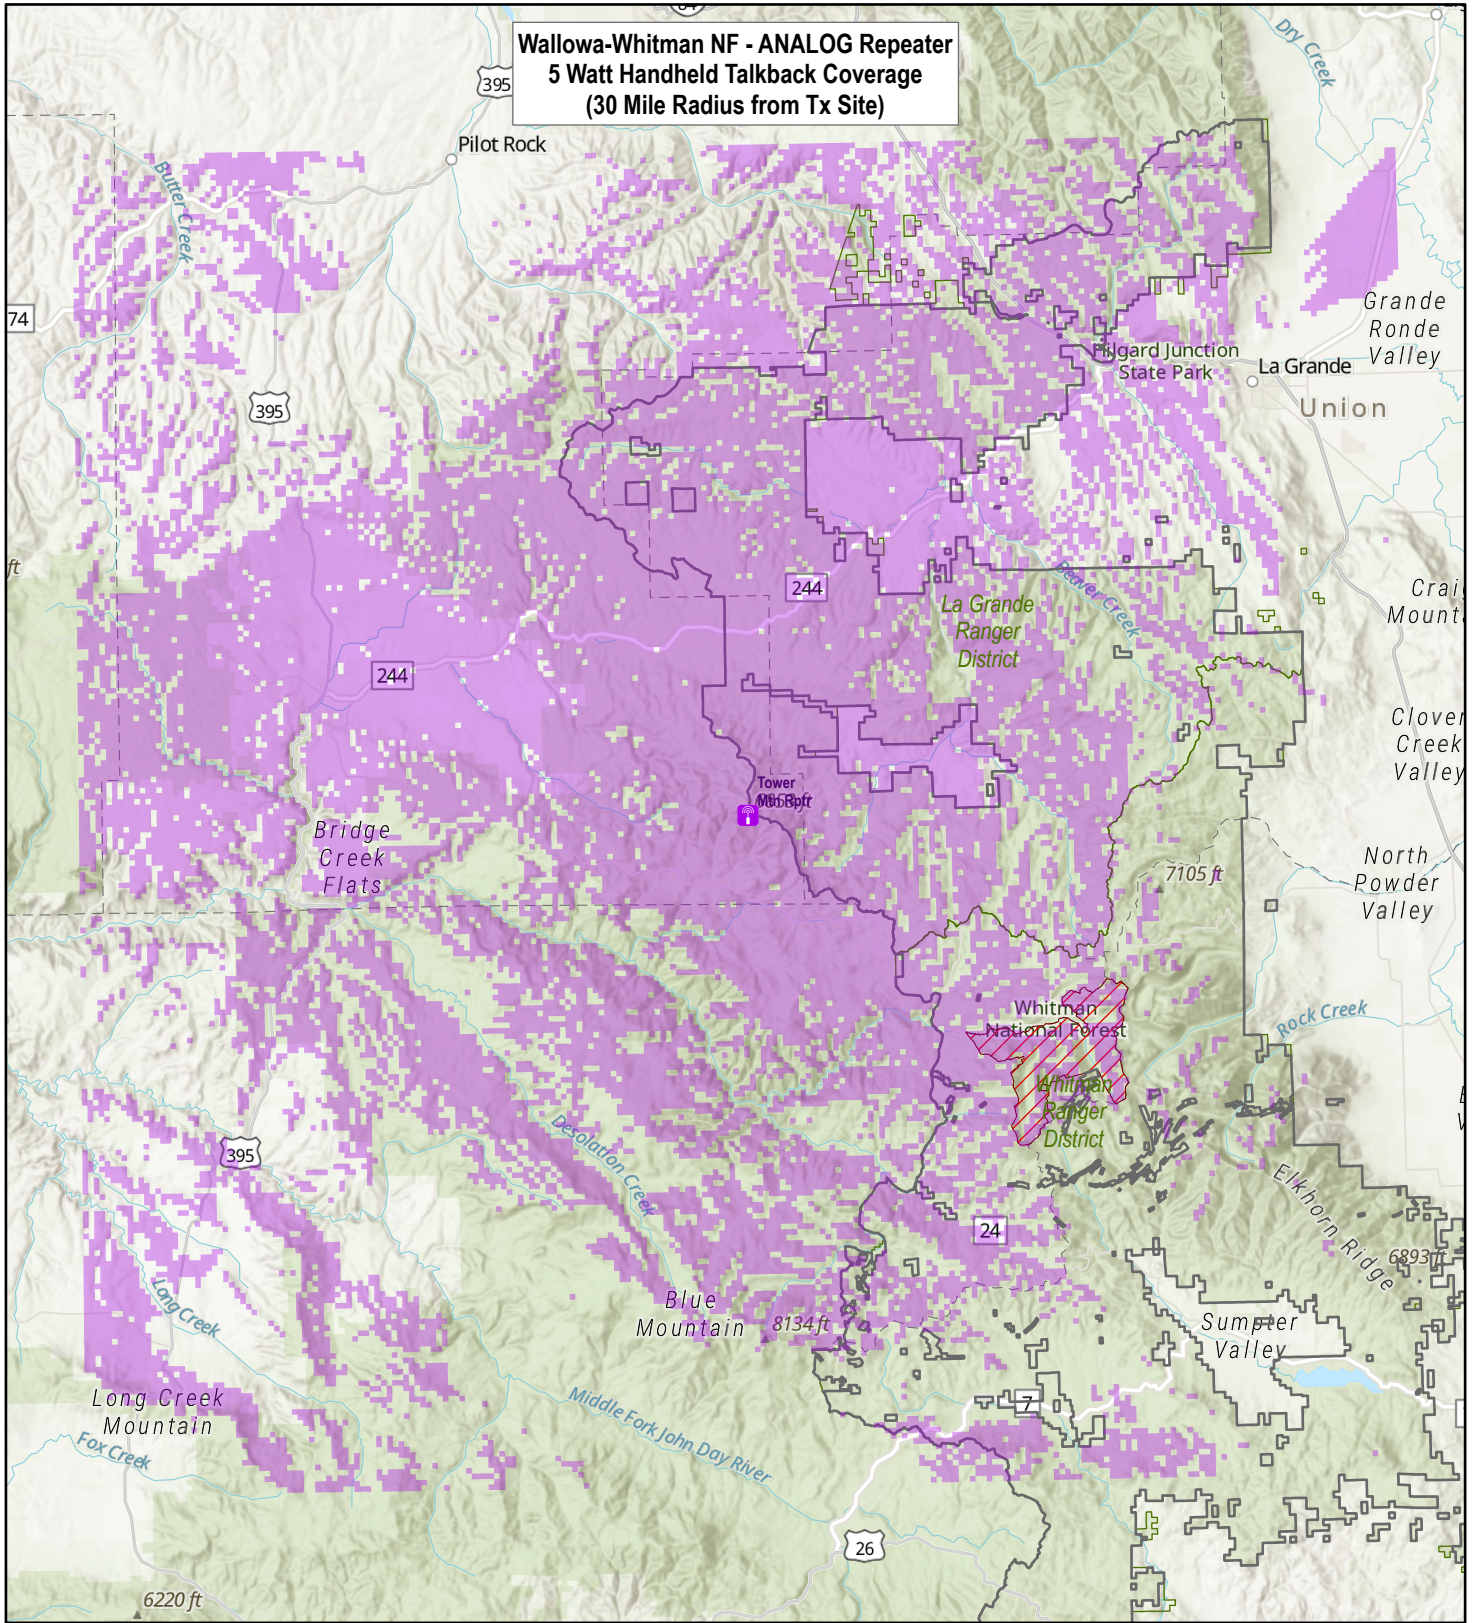 Wallowa-Whitman NF - ANALOG Repeater
5 Watt Handheld Talkback Coverage
(30 Mile Radius from Tx Site)
395
Dry Creek
Pilot Rock
Butter Creek
74
Grande
Ronde
Valley
Hilgard Junction
State Park
La Grande
395
Union
ft
244
Beaver Creek
Craig
La Grande
Ranger
District
244
Clover
Creek
Valley
Tower
Mtn Rptr
Bridge
Creek
Flats
7105 ft
North
Powder
Valley
Whitman
National Forest
Rock Creek
Whitman
Ranger
District
Desolation Creek
395
Elkhorn Ridge
24
6893 ft
Long Creek
Blue
Mountain
8134 ft
Sumpter
Valley
Long Creek
Mountain
7
Middle Fork John Day River
Fox Creek
26
6220 ft